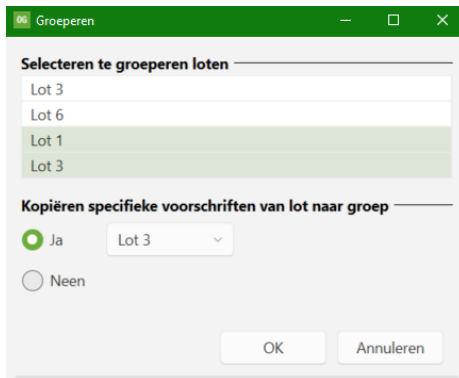 OG Groeperen
Selecteren te groeperen loten
Lot 3
Lot 6
Lot 1
Lot 3
Kopiëren specifieke voorschriften van lot naar groep
Ja Lot 3
Neen
OK Annuleren